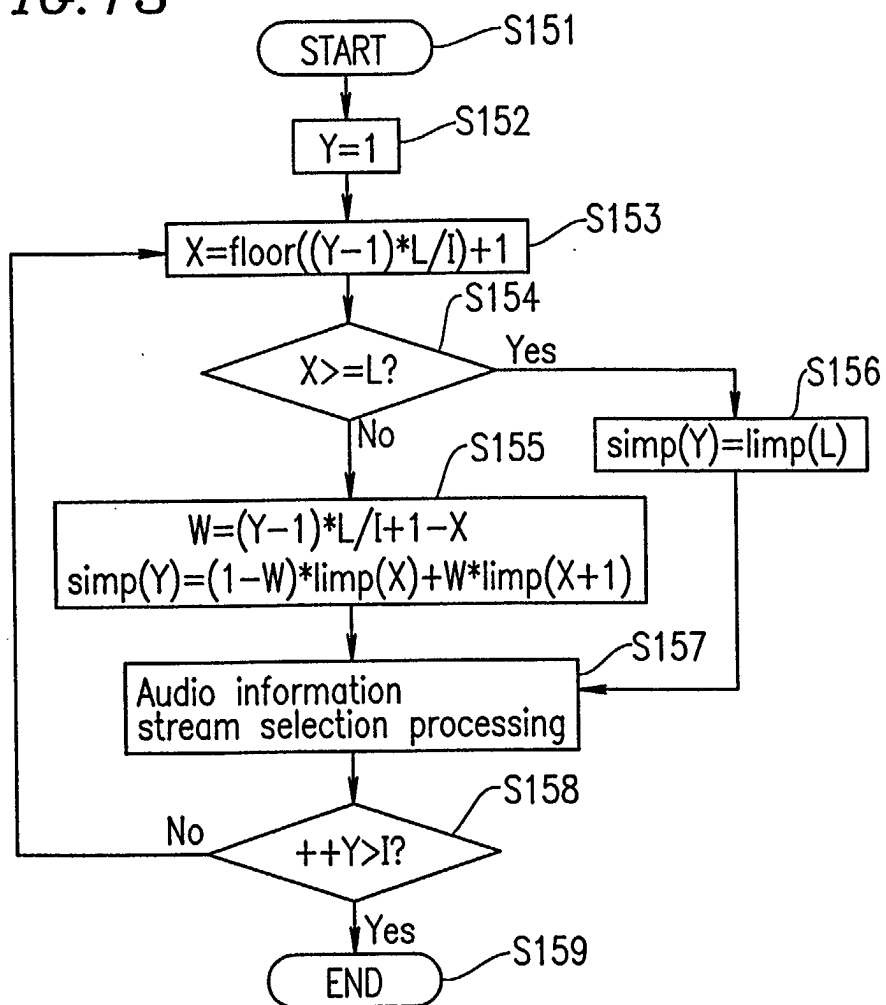 START
S151
Y=1
S152
X=floor((Y-1)*L/I)+1
S153
X>=L?
S154
Yes
No
simp(Y)=limp(L)
S156
W=(Y-1)*L/I+1-X
simp(Y)=(1-W)*limp(X)+W*limp(X+1)
S155
Audio information
stream selection processing
S157
++Y>I?
S158
No
Yes
END
S159